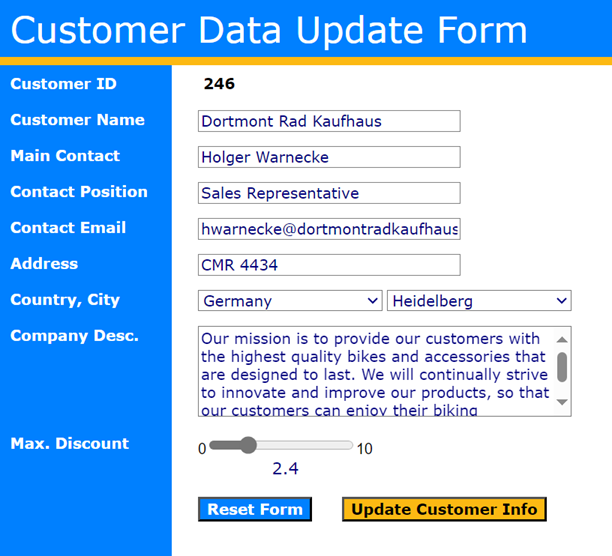 Customer Data Update Form
Customer ID 246
Customer Name Dortmont Rad Kaufhaus
Main Contact Holger Warnecke
Contact Position Sales Representative
Contact Email hwarnecke@dortmontradkaufhaus
Address CMR 4434
Country, City Germany Heidelberg
Company Desc. Our mission is to provide our customers with
the highest quality bikes and accessories that
are designed to last. We will continually strive
to innovate and improve our products, so that
our customers can enjoy their biking
Max. Discount 0 10
2.4
Reset Form Update Customer Info